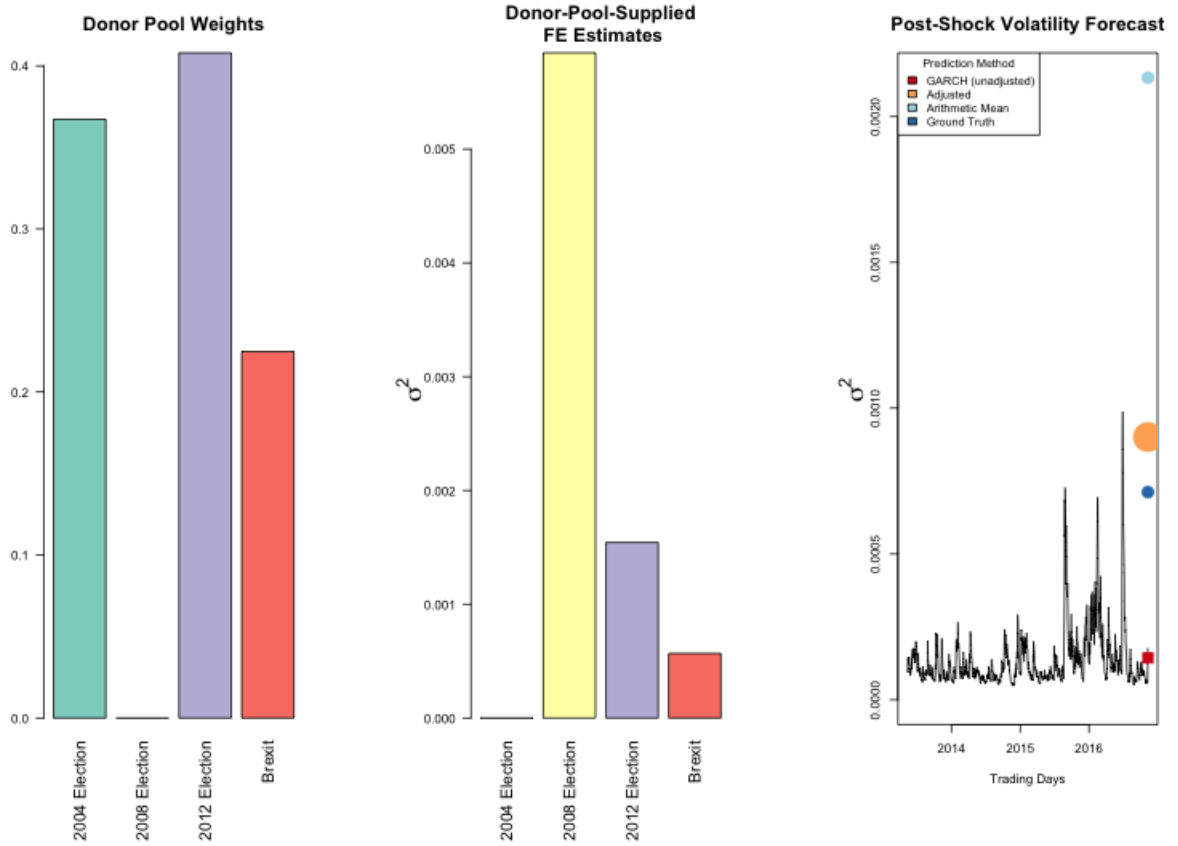 Donor Pool Weights
0.4
0.3
0.2
0.1
0.0
2004 Election
2008 Election
2012 Election
Brexit
Donor-Pool-Supplied
FE Estimates
σ2
0.005
0.004
0.003
0.002
0.001
0.000
2004 Election
2008 Election
2012 Election
Brexit
Post-Shock Volatility Forecast
Prediction Method
GARCH (unadjusted)
Adjusted
Arithmetic Mean
Ground Truth
σ2
0.0020
0.0015
0.0010
0.0005
0.0000
2014
2015
2016
Trading Days